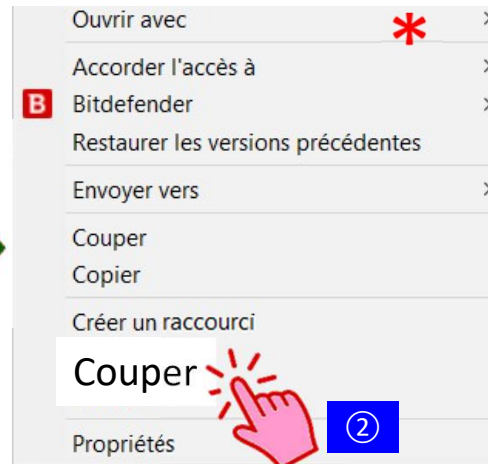 Ouvrir avec *
Accorder l'accès à
B Bitdefender
Restaurer les versions précédentes
Envoyer vers
Couper
Copier
Créer un raccourci
Couper
②
Propriétés